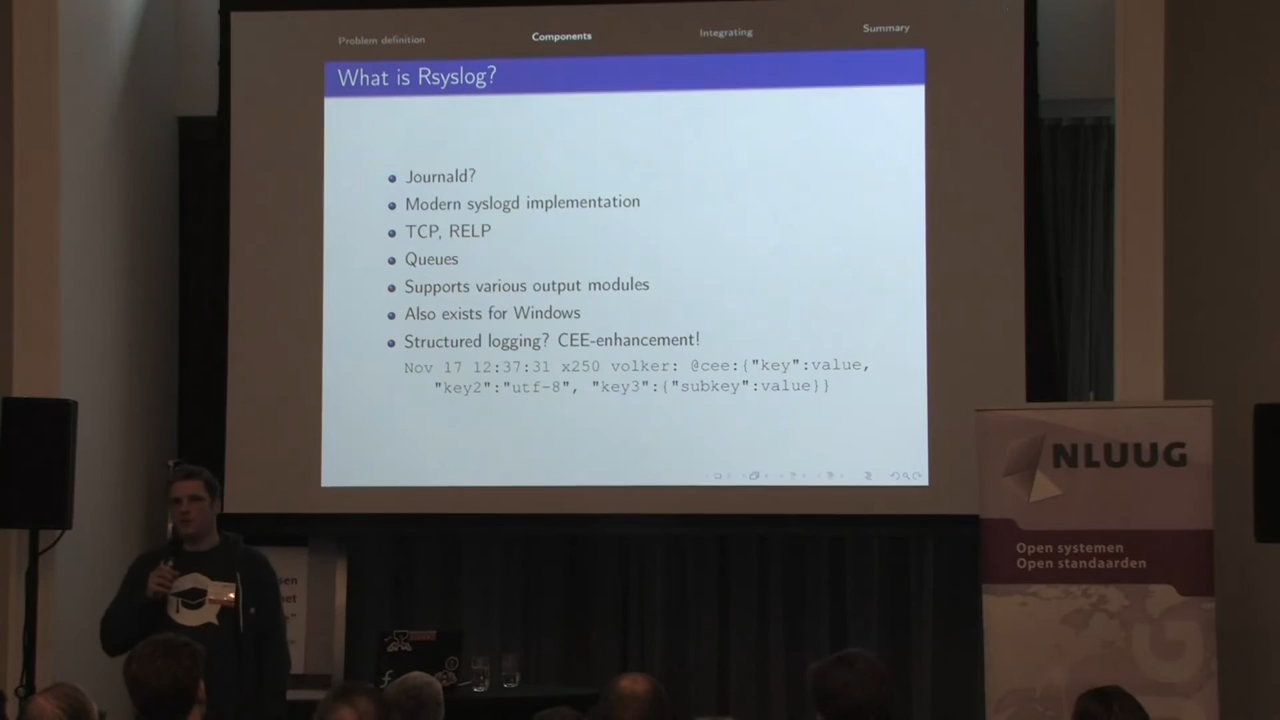 Problem definition
Components
Integrating
Summary
What is Rsyslog?
Journald?
Modern syslogd implementation
TCP, RELP
Queues
Supports various output modules
Also exists for Windows
Structured logging? CEE-enhancement!
Nov 17 12:37:31 x250 volker: @cee:{"key":value,
"key2":"utf-8", "key3":{"subkey":value}}
NLUUG
Open systemen
Open standaarden